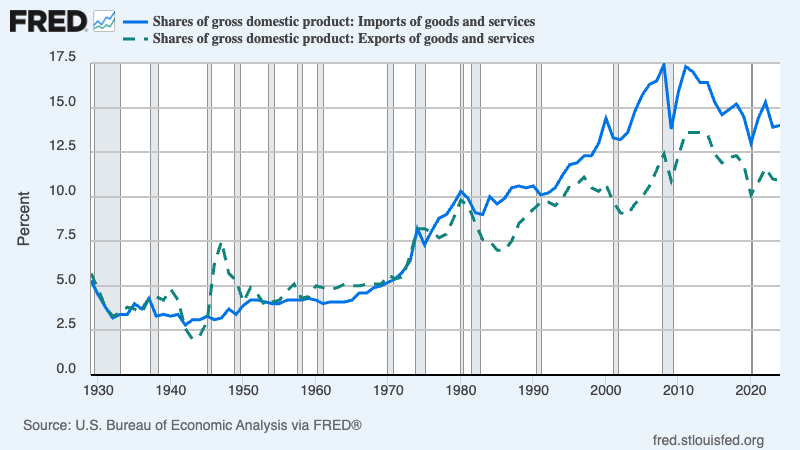 FRED
Shares of gross domestic product: Imports of goods and services
Shares of gross domestic product: Exports of goods and services
Percent
17.5
15.0
12.5
10.0
7.5
5.0
2.5
0.0
1930 1940 1950 1960 1970 1980 1990 2000 2010 2020
Source: U.S. Bureau of Economic Analysis via FRED®
fred.stlouisfed.org